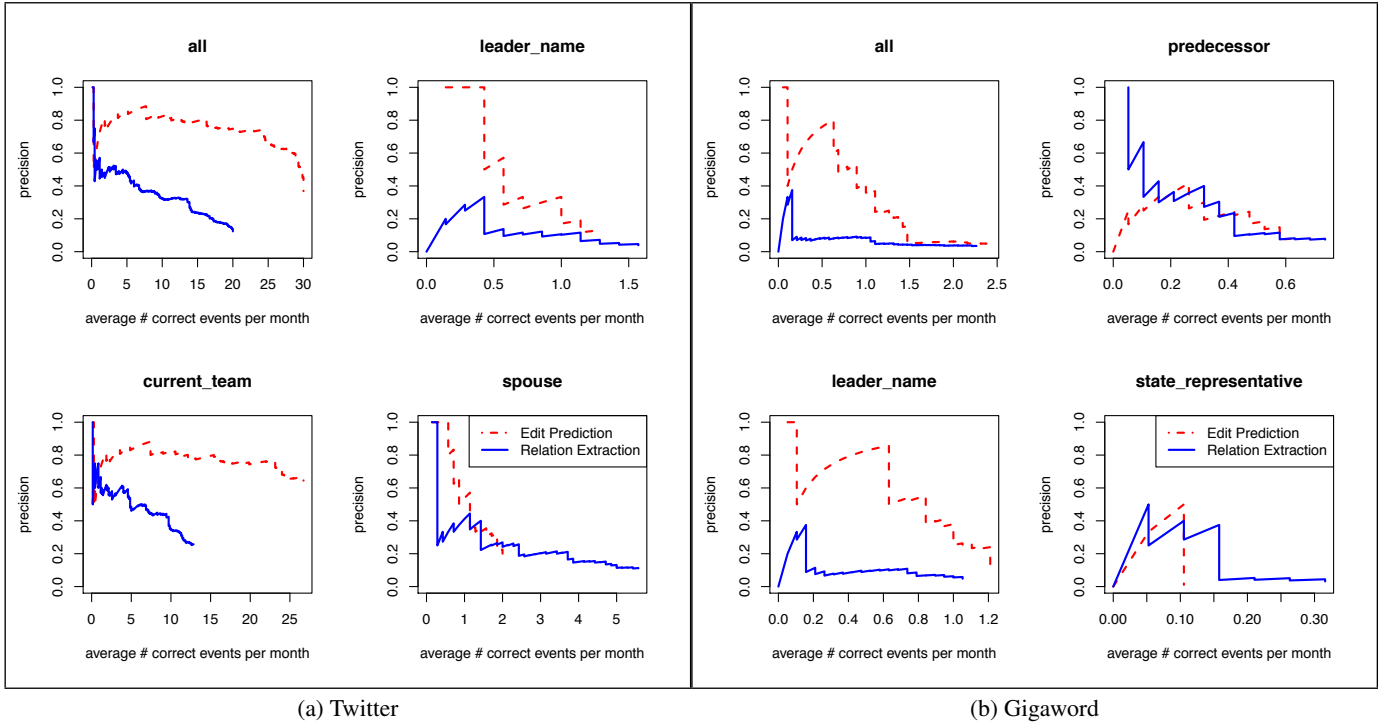 all
precision
0.0 0.2 0.4 0.6 0.8 1.0
0 5 10 15 20 25 30
average # correct events per month
leader_name
precision
0.0 0.2 0.4 0.6 0.8 1.0
0.0 0.5 1.0 1.5
average # correct events per month
current_team
precision
0.0 0.2 0.4 0.6 0.8 1.0
0 5 10 15 20 25
average # correct events per month
spouse
Edit Prediction
Relation Extraction
precision
0.0 0.2 0.4 0.6 0.8 1.0
0 1 2 3 4 5
average # correct events per month
(a) Twitter
all
precision
0.0 0.2 0.4 0.6 0.8 1.0
0.0 0.5 1.0 1.5 2.0 2.5
average # correct events per month
predecessor
precision
0.0 0.2 0.4 0.6 0.8 1.0
0.0 0.2 0.4 0.6
average # correct events per month
leader_name
precision
0.0 0.2 0.4 0.6 0.8 1.0
0.0 0.2 0.4 0.6 0.8 1.0 1.2
average # correct events per month
state_representative
Edit Prediction
Relation Extraction
precision
0.0 0.2 0.4 0.6 0.8 1.0
0.00 0.10 0.20 0.30
average # correct events per month
(b) Gigaword